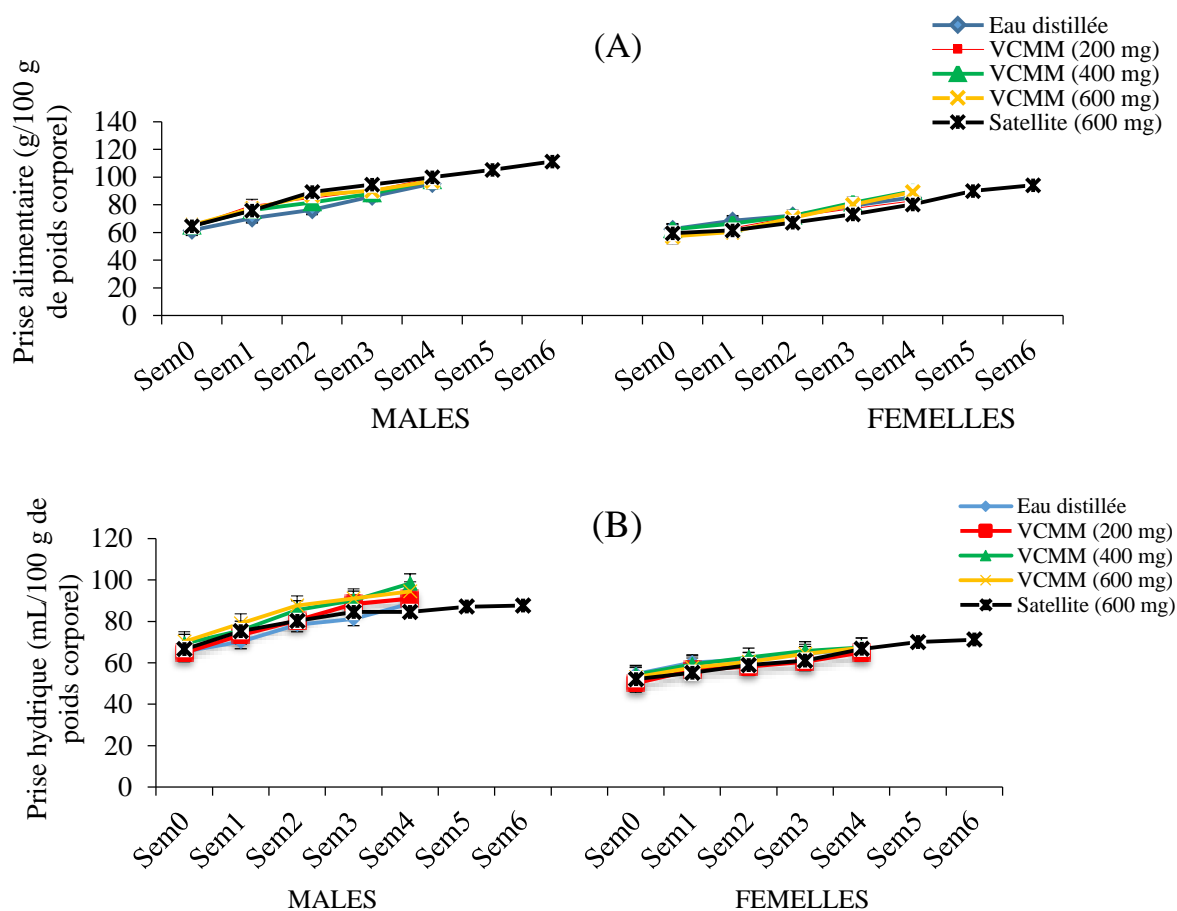 (A)
Eau distillée
VCMM (200 mg)
VCMM (400 mg)
VCMM (600 mg)
Satellite (600 mg)
Prise alimentaire (g/100 g
de poids corporel)
140
120
100
80
60
40
20
0
Sem0
Sem1
Sem2
Sem3
Sem4
Sem5
Sem6
Sem0
Sem1
Sem2
Sem3
Sem4
Sem5
Sem6
MALES
FEMELLES
(B)
Eau distillée
VCMM (200 mg)
VCMM (400 mg)
VCMM (600 mg)
Satellite (600 mg)
Prise hydrique (mL/100 g de
poids corporel)
120
100
80
60
40
20
0
Sem0
Sem1
Sem2
Sem3
Sem4
Sem5
Sem6
Sem0
Sem1
Sem2
Sem3
Sem4
Sem5
Sem6
MALES
FEMELLES